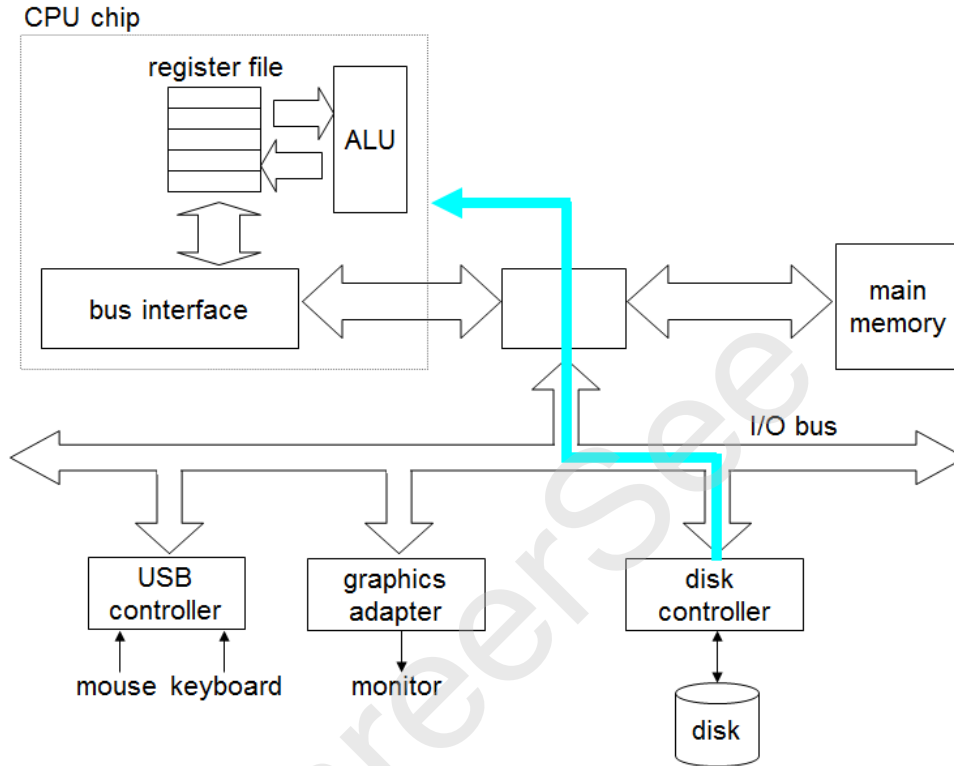 CPU chip
register file
ALU
bus interface
main
memory
I/O bus
USB
controller
graphics
adapter
disk
controller
mouse keyboard
monitor
disk
reerSee